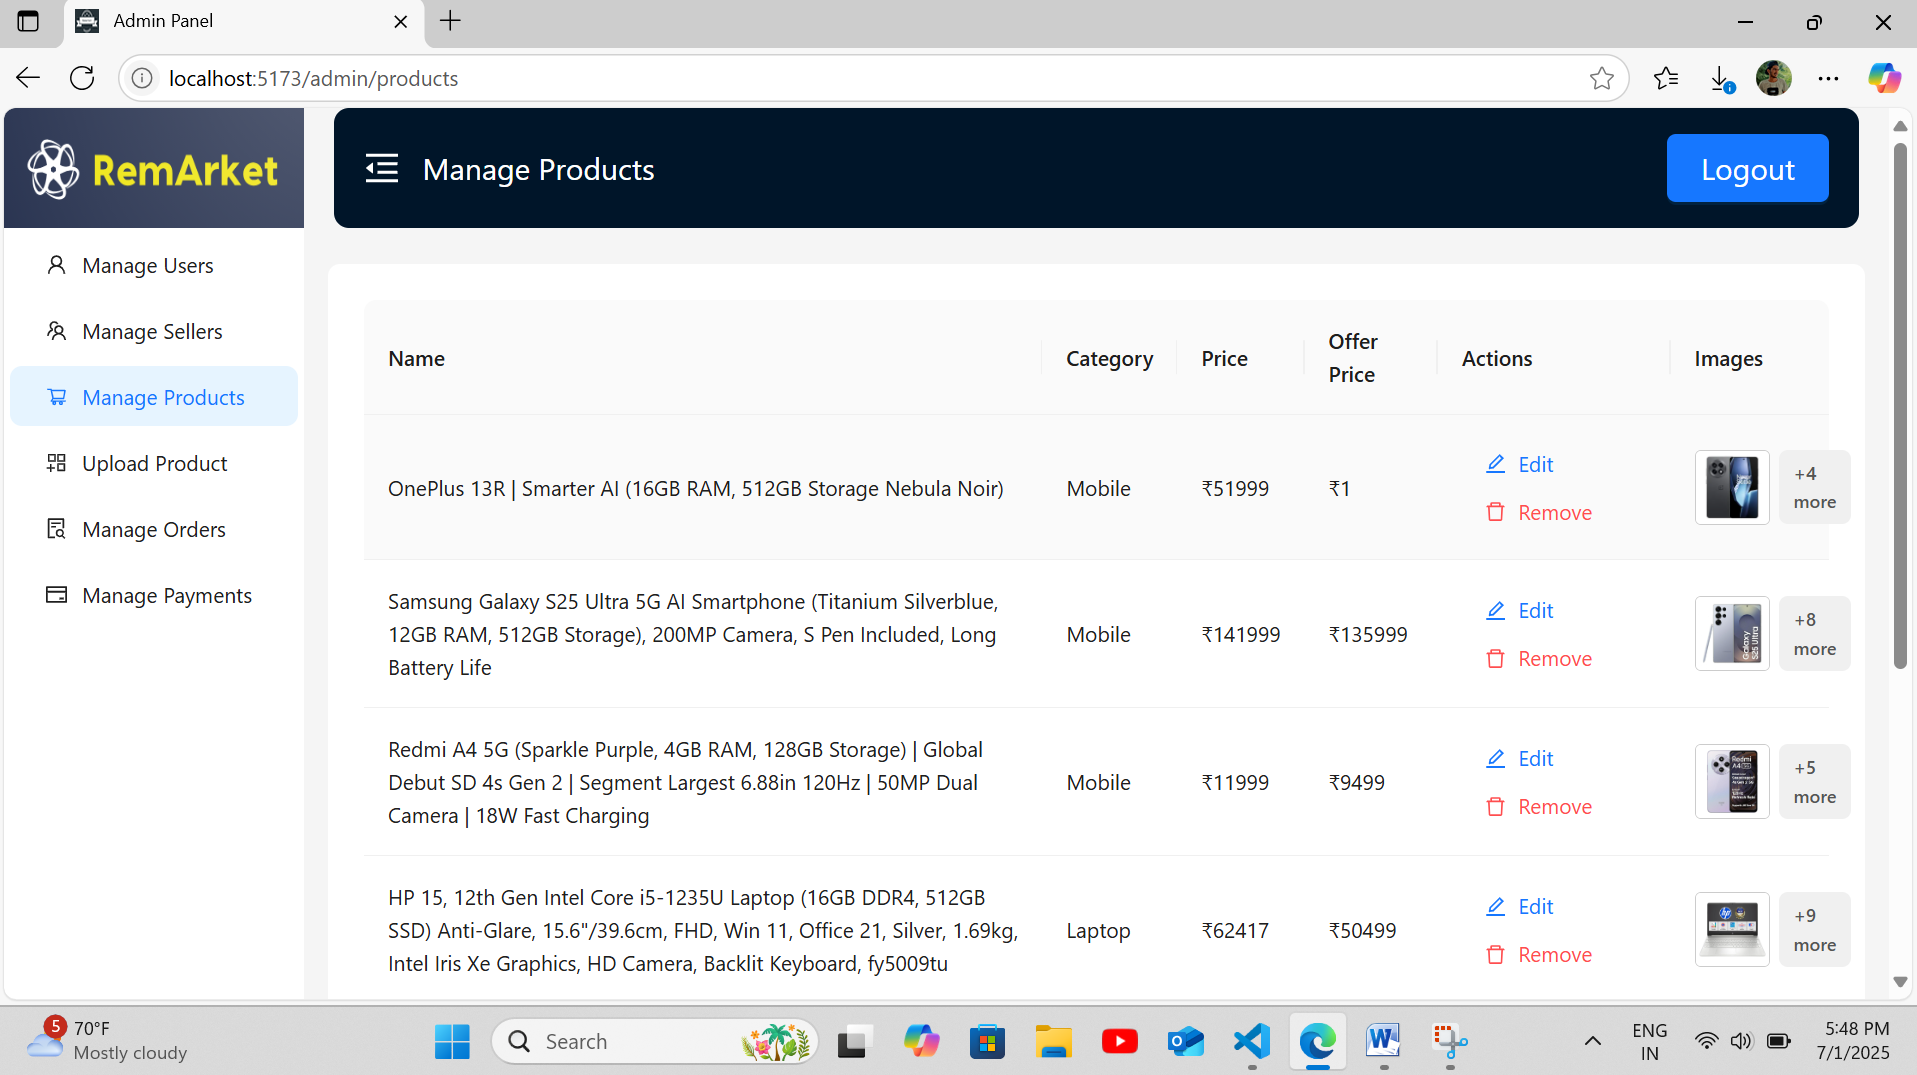 Admin Panel
localhost:5173/admin/products
RemArket
Manage Products
Logout
Manage Users
Manage Sellers
Manage Products
Upload Product
Manage Orders
Manage Payments
Name Category Price Offer Price Actions Images
OnePlus 13R | Smarter AI (16GB RAM, 512GB Storage Nebula Noir) Mobile ₹51999 ₹1
Edit
Remove
+4
more
Samsung Galaxy S25 Ultra 5G AI Smartphone (Titanium Silverblue,
12GB RAM, 512GB Storage), 200MP Camera, S Pen Included, Long
Battery Life
Mobile ₹141999 ₹135999
Edit
Remove
Galaxy
S25 Ultra
+8
more
Redmi A4 5G (Sparkle Purple, 4GB RAM, 128GB Storage) | Global
Debut SD 4s Gen 2 | Segment Largest 6.88in 120Hz | 50MP Dual
Camera | 18W Fast Charging
Mobile ₹11999 ₹9499
Edit
Remove
Redmi
A4 5G
+5
more
HP 15, 12th Gen Intel Core i5-1235U Laptop (16GB DDR4, 512GB
SSD) Anti-Glare, 15.6"/39.6cm, FHD, Win 11, Office 21, Silver, 1.69kg,
Intel Iris Xe Graphics, HD Camera, Backlit Keyboard, fy5009tu
Laptop ₹62417 ₹50499
Edit
Remove
+9
more
5
70°F
Mostly cloudy
Search
ENG
IN
5:48 PM
7/1/2025